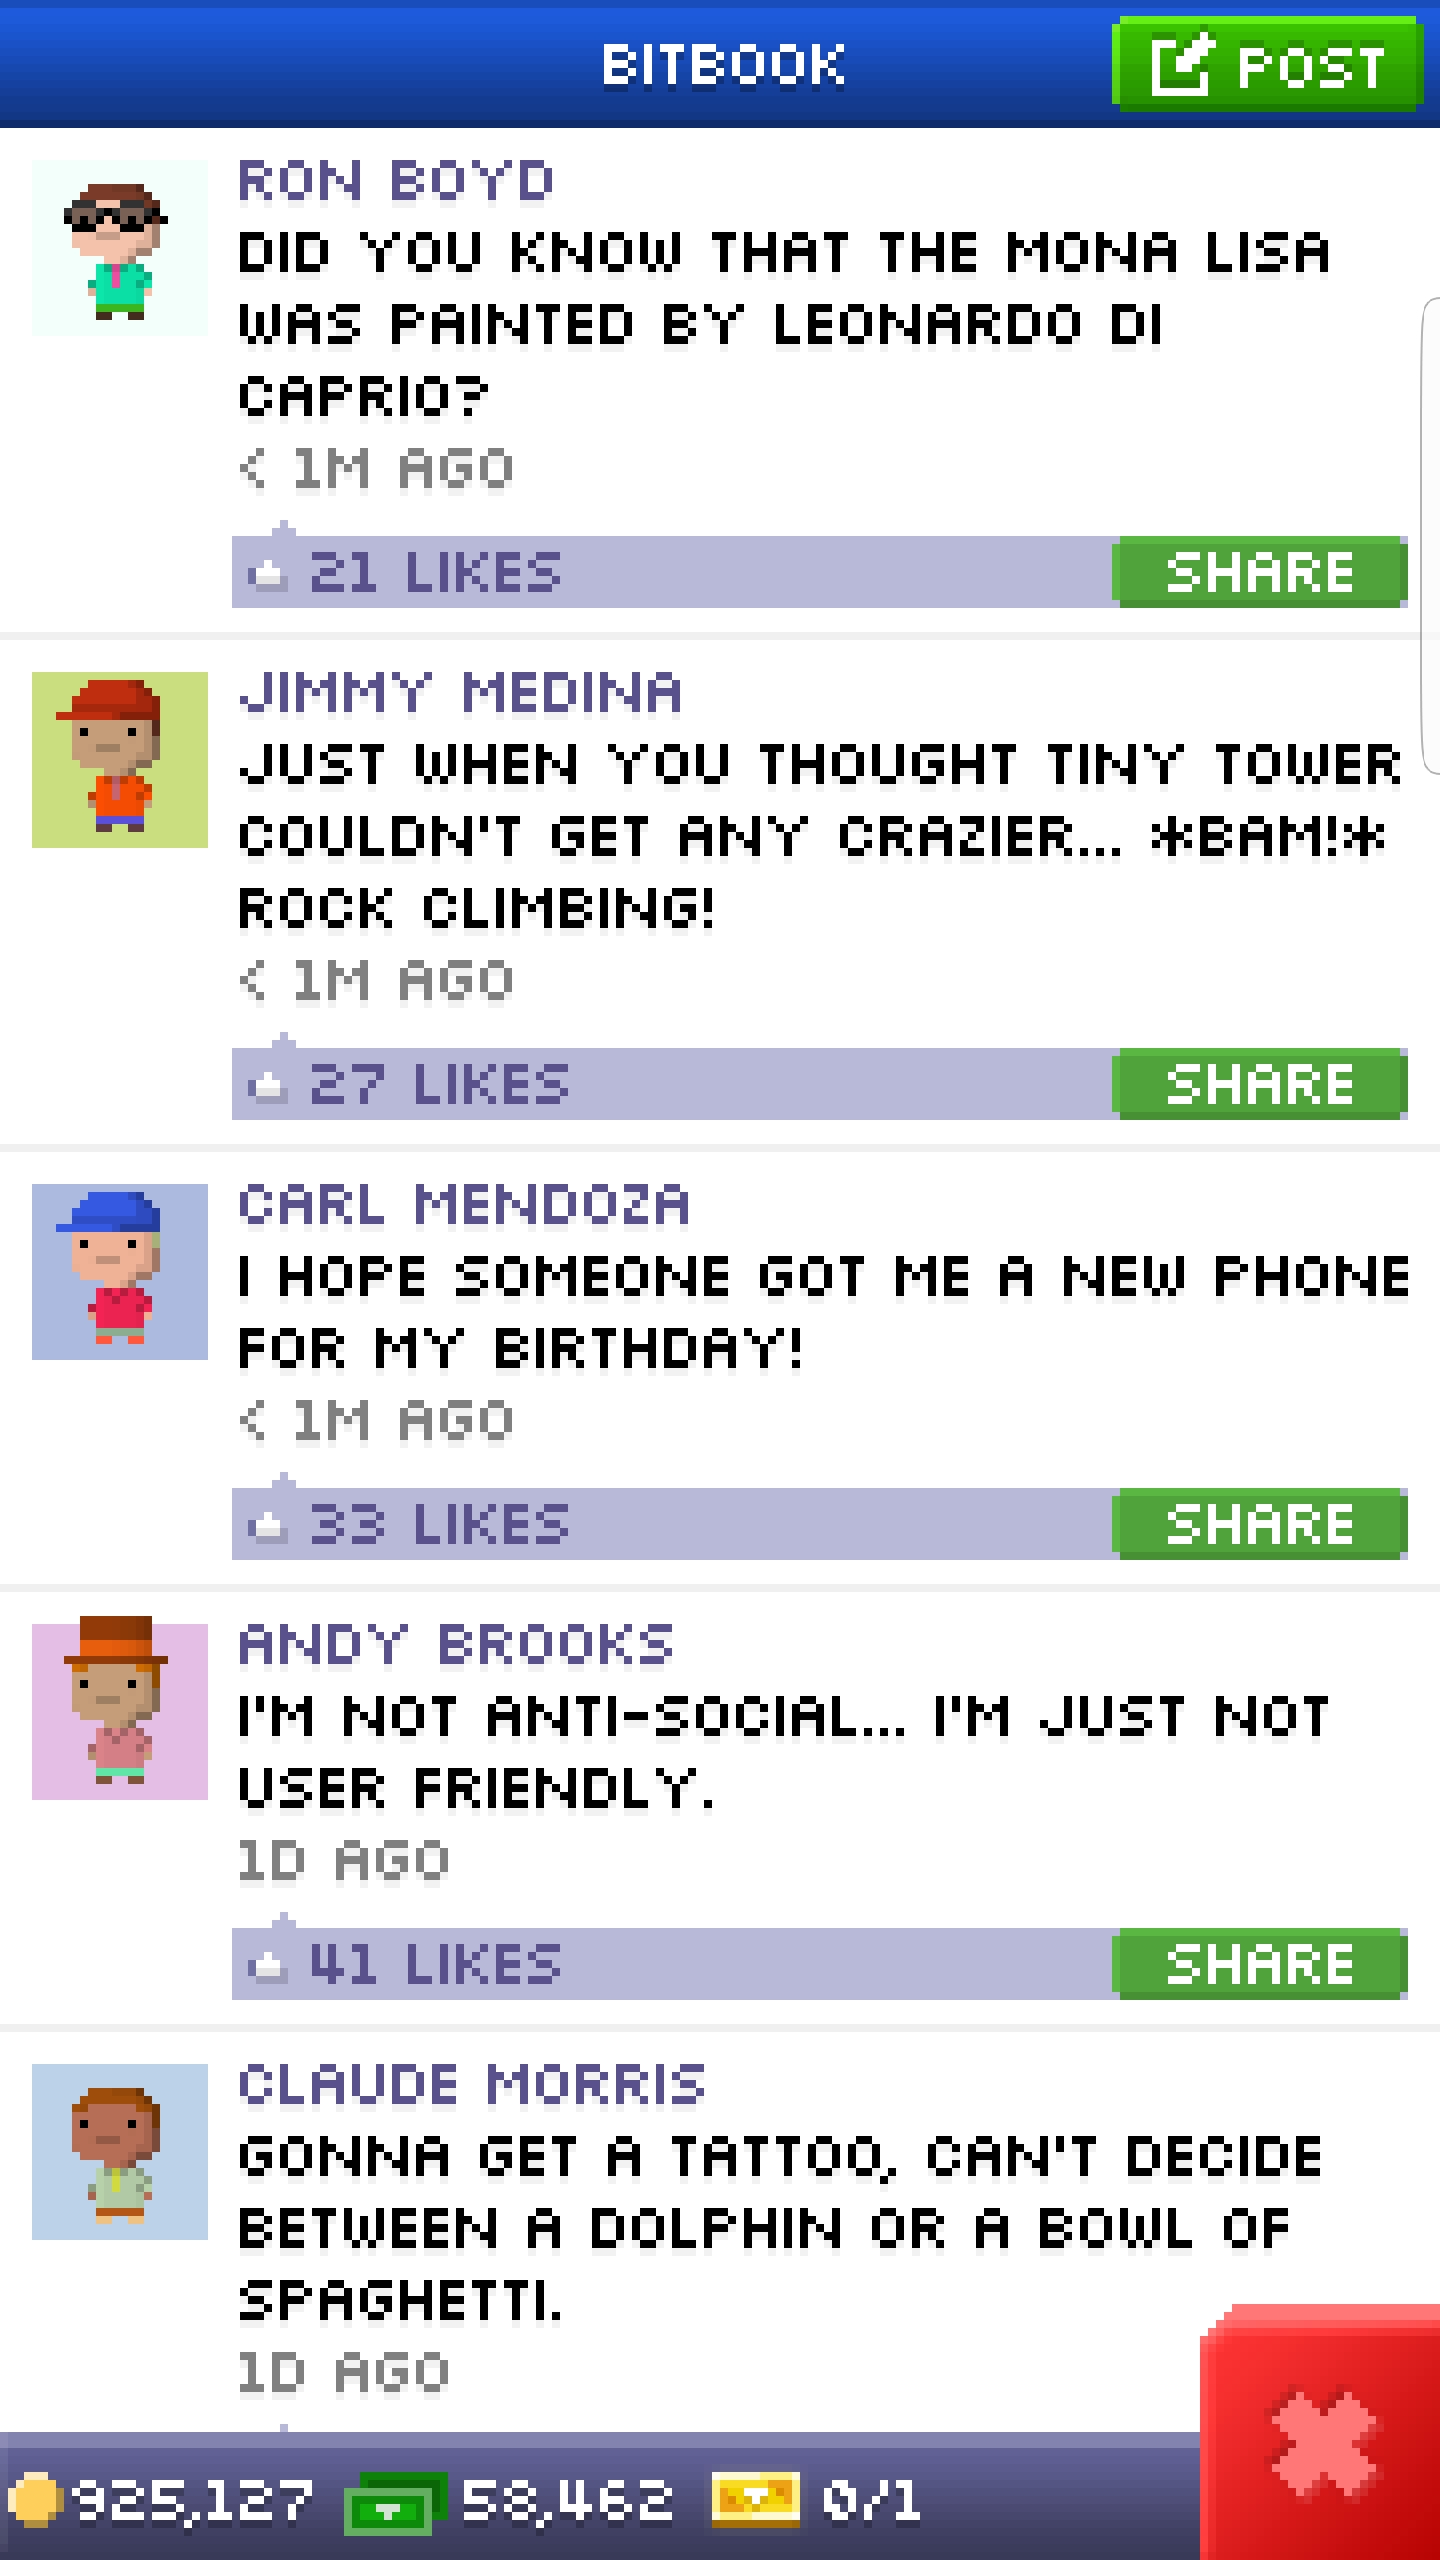 BITBOOK
POST
RON BOYD
DID YOU KNOW THAT THE MONA LISA
WAS PAINTED BY LEONARDO DI
CAPRIO?
< 1M AGO
21 LIKES
SHARE
JIMMY MEDINA
JUST WHEN YOU THOUGHT TINY TOWER
COULDN'T GET ANY CRAZIER... *BAM!*
ROCK CLIMBING!
< 1M AGO
27 LIKES
SHARE
CARL MENDOZA
I HOPE SOMEONE GOT ME A NEW PHONE
FOR MY BIRTHDAY!
< 1M AGO
33 LIKES
SHARE
ANDY BROOKS
I'M NOT ANTI-SOCIAL... I'M JUST NOT
USER FRIENDLY.
1D AGO
41 LIKES
SHARE
CLAUDE MORRIS
GONNA GET A TATTOO, CAN'T DECIDE
BETWEEN A DOLPHIN OR A BOWL OF
SPAGHETTI.
1D AGO
925,127 58,462 0/1